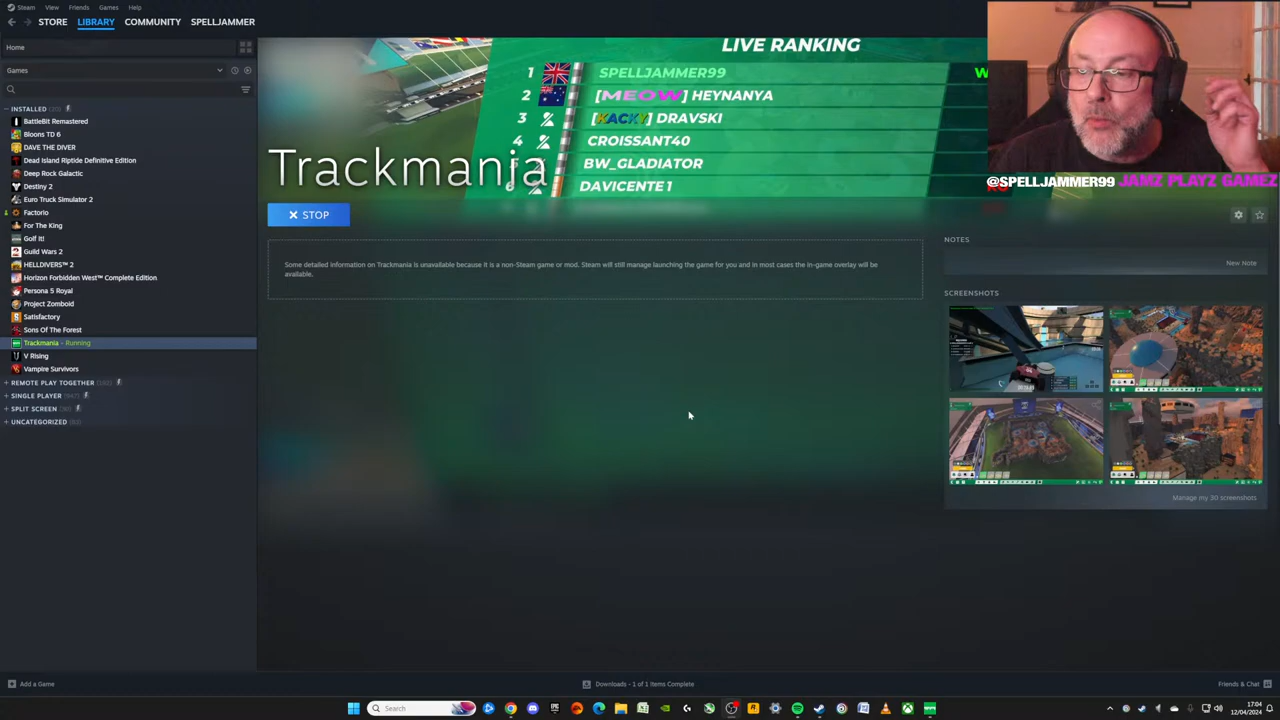 Steam View Friends Games Help
STORE LIBRARY COMMUNITY SPELLJAMMER
Home
Games
INSTALLED (20)
BattleBit Remastered
Bloons TD 6
DAVE THE DIVER
Dead Island Riptide Definitive Edition
Deep Rock Galactic
Destiny 2
Euro Truck Simulator 2
Factorio
For The King
Golf It!
Guild Wars 2
HELLDIVERS™ 2
Horizon Forbidden West™ Complete Edition
Persona 5 Royal
Project Zomboid
Satisfactory
Sons Of The Forest
Trackmania - Running
V Rising
Vampire Survivors
REMOTE PLAY TOGETHER
SINGLE PLAYER
SPLIT SCREEN
UNCATEGORIZED
LIVE RANKING
1 SPELLJAMMER99 W
2 [MEOW] HEYNANYA
3 [KACKY] DRAVSKI
4 CROISSANT40
BW_GLADIATOR
DAVICENTE1
Trackmania
STOP
Some detailed information on Trackmania is unavailable because it is a non-Steam game or mod. Steam will still manage launching the game for you and in most cases the in-game overlay will be
available.
NOTES
New Note
SCREENSHOTS
Manage my 30 screenshots
@SPELLJAMMER99 JAMZ PLAYZ GAMEZ
Add a Game
Downloads - 1 of 1 Items Complete
Friends & Chat
Search
17:04
12/04/2024